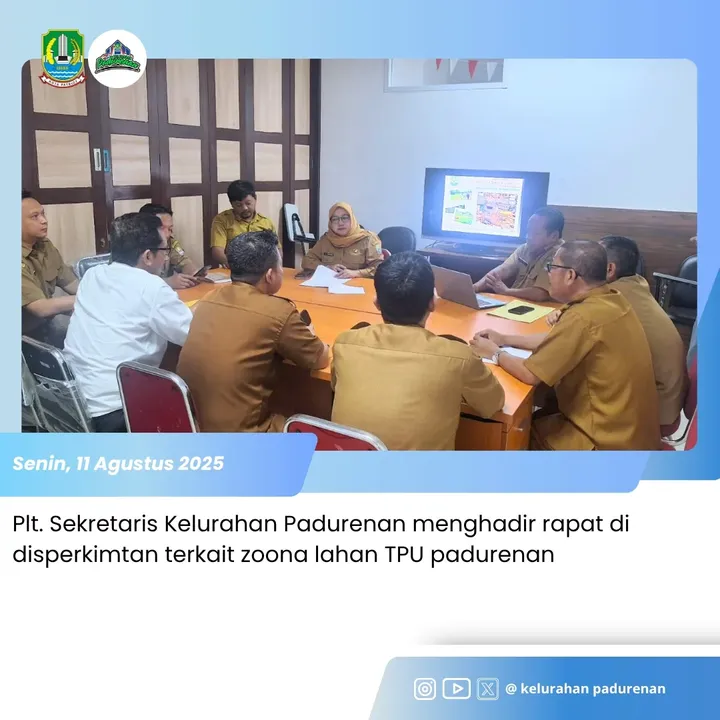 Senin, 11 Agustus 2025
Plt. Sekretaris Kelurahan Padurenan menghadir rapat di
disperkimtan terkait zoona lahan TPU padurenan
@ kelurahan padurenan